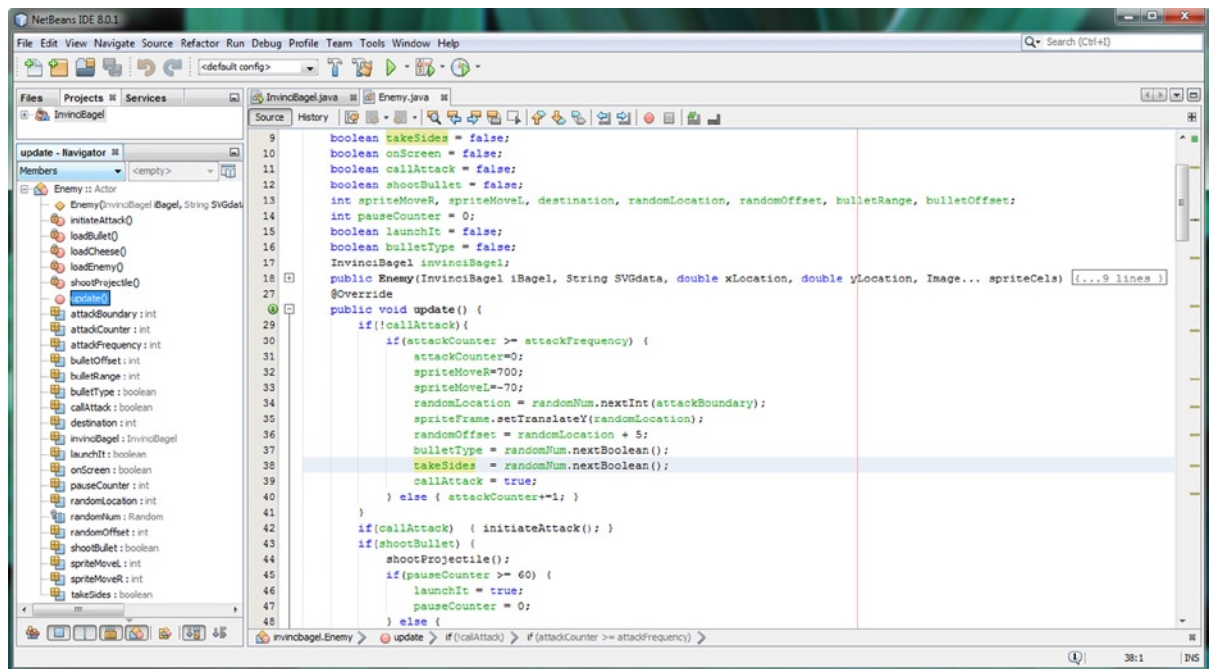 NetBeans IDE 8.0.1
File Edit View Navigate Source Refactor Run Debug Profile Team Tools Window Help
Search (Ctrl+I)
<default config>
Files Projects Services
InvinciBagel
update - Navigator
Members <empty>
Enemy :: Actor
Enemy(InvinciBagel iBagel, String SVGdat
initiateAttack()
loadBullet()
loadCheese()
loadEnemy()
shootProjectile()
update()
attackBoundary : int
attackCounter : int
attackFrequency : int
bulletOffset : int
bulletRange : int
bulletType : boolean
callAttack : boolean
destination : int
invinciBagel : InvinciBagel
launchIt : boolean
onScreen : boolean
pauseCounter : int
randomLocation : int
randomNum : Random
randomOffset : int
shootBullet : boolean
spriteMoveL : int
spriteMoveR : int
takeSides : boolean
InvinciBagel.java Enemy.java
Source History
9 boolean takeSides = false;
10 boolean onScreen = false;
11 boolean callAttack = false;
12 boolean shootBullet = false;
13 int spriteMoveR, spriteMoveL, destination, randomLocation, randomOffset, bulletRange, bulletOffset;
14 int pauseCounter = 0;
15 boolean launchIt = false;
16 boolean bulletType = false;
17 InvinciBagel invinciBagel;
18 public Enemy(InvinciBagel iBagel, String SVGdata, double xLocation, double yLocation, Image... spriteCels) {...9 lines }
27 @Override
public void update() {
29 if(!callAttack){
30 if(attackCounter >= attackFrequency) {
31 attackCounter=0;
32 spriteMoveR=700;
33 spriteMoveL=-70;
34 randomLocation = randomNum.nextInt(attackBoundary);
35 spriteFrame.setTranslateY(randomLocation);
36 randomOffset = randomLocation + 5;
37 bulletType = randomNum.nextBoolean();
38 takeSides  = randomNum.nextBoolean();
39 callAttack = true;
40 } else { attackCounter+=1; }
41 }
42 if(callAttack)  { initiateAttack(); }
43 if(shootBullet) {
44 shootProjectile();
45 if(pauseCounter >= 60) {
46 launchIt = true;
47 pauseCounter = 0;
48 } else {
invincibagel.Enemy update if (!callAttack) if (attackCounter >= attackFrequency)
38:1 INS